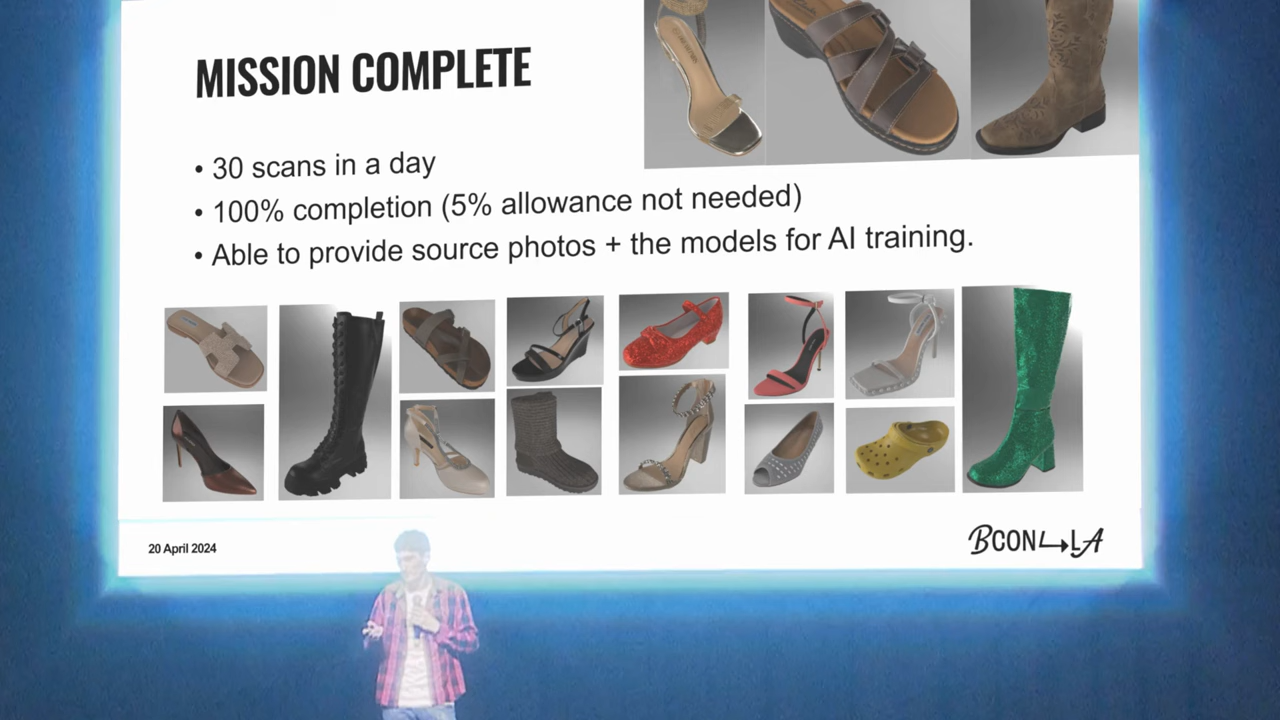 MISSION COMPLETE
• 30 scans in a day
• 100% completion (5% allowance not needed)
• Able to provide source photos + the models for AI training.
20 April 2024
BCON LA